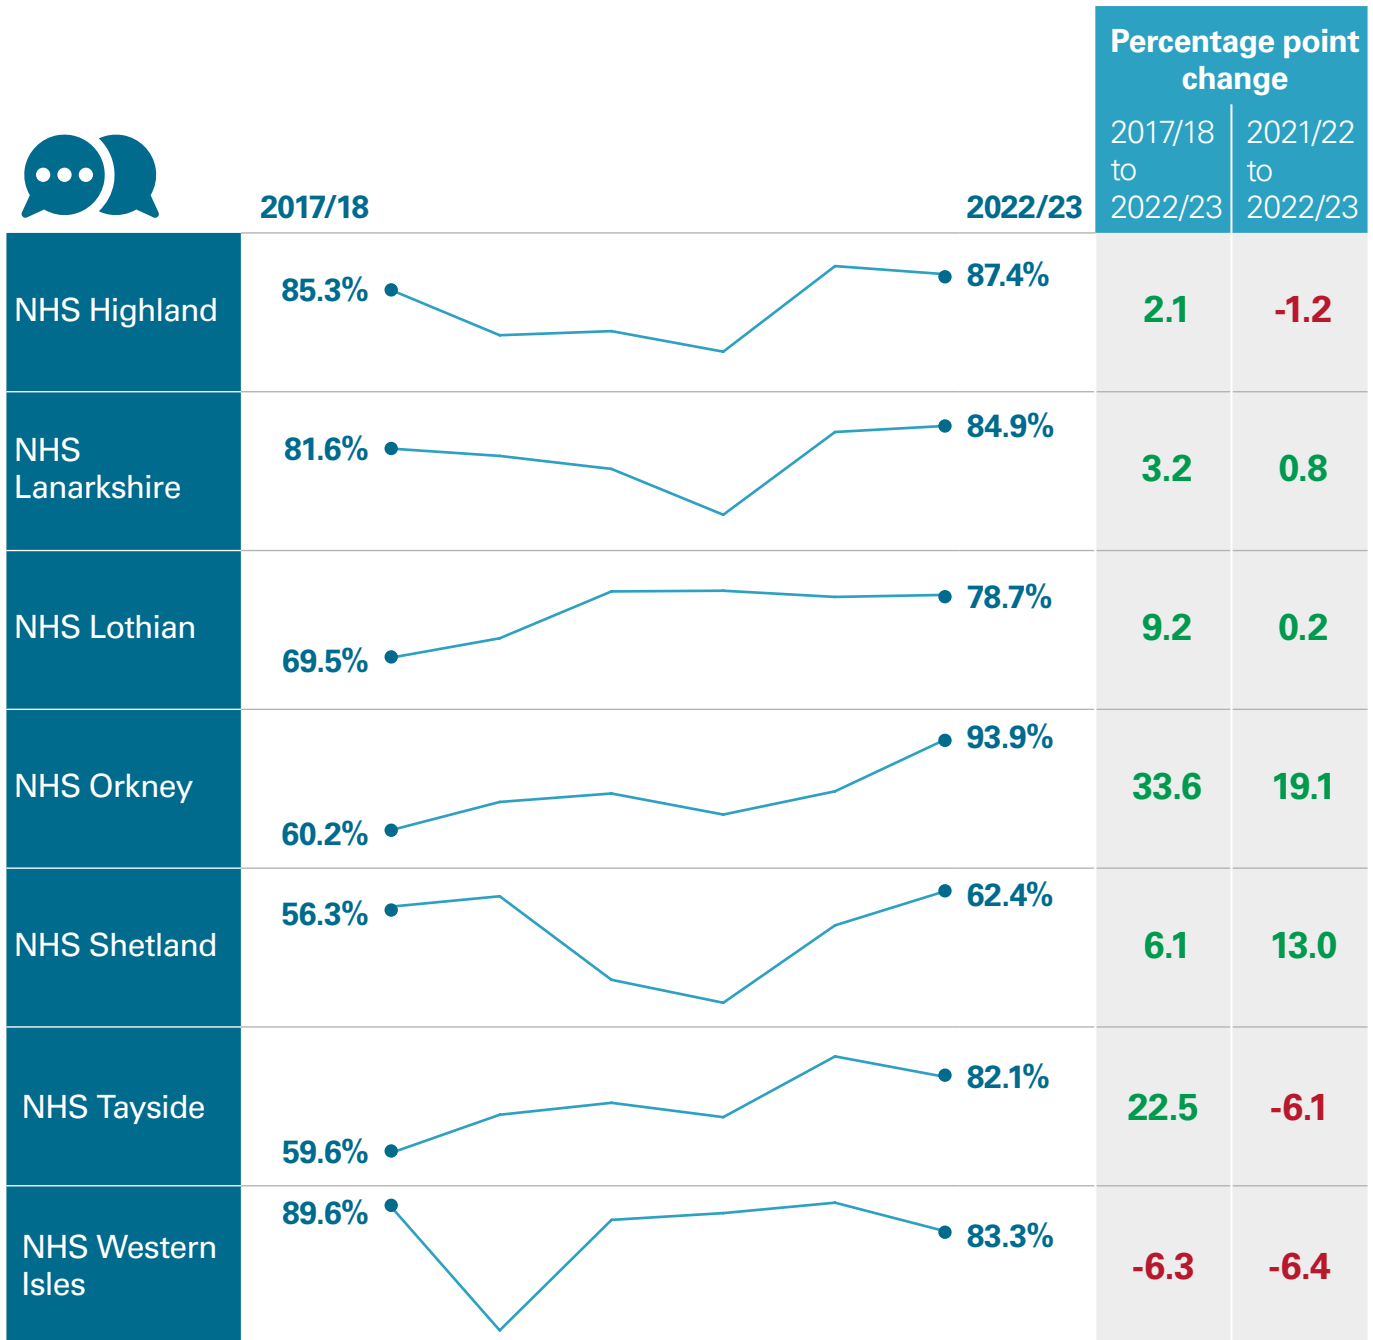 Percentage point
change
2017/18
to
2022/23
2021/22
to
2022/23
2017/18
2022/23
NHS Highland
85.3%
87.4%
2.1
-1.2
NHS
Lanarkshire
81.6%
84.9%
3.2
0.8
NHS Lothian
69.5%
78.7%
9.2
0.2
NHS Orkney
60.2%
93.9%
33.6
19.1
NHS Shetland
56.3%
62.4%
6.1
13.0
NHS Tayside
59.6%
82.1%
22.5
-6.1
NHS Western
Isles
89.6%
83.3%
-6.3
-6.4